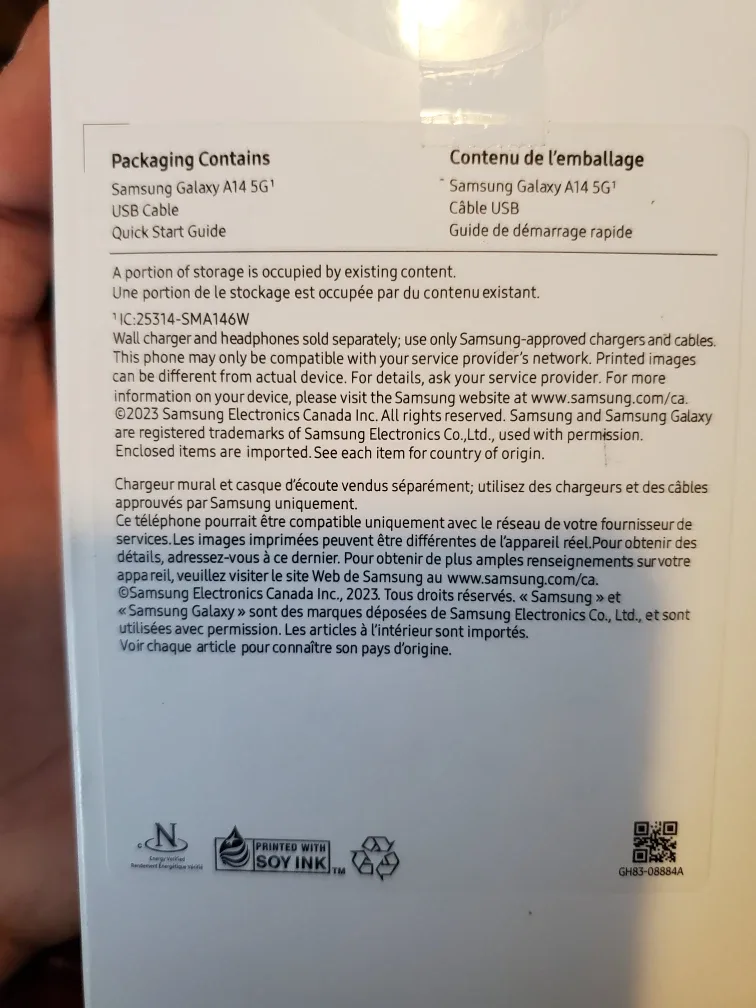 Packaging Contains
Samsung Galaxy A14 5G¹
USB Cable
Quick Start Guide
Contenu de l'emballage
Samsung Galaxy A14 5G¹
Câble USB
Guide de démarrage rapide
A portion of storage is occupied by existing content.
Une portion de le stockage est occupée par du contenu existant.
¹ IC:25314-SMA146W
Wall charger and headphones sold separately; use only Samsung-approved chargers and cables.
This phone may only be compatible with your service provider's network. Printed images
can be different from actual device. For details, ask your service provider. For more
information on your device, please visit the Samsung website at www.samsung.com/ca.
©2023 Samsung Electronics Canada Inc. All rights reserved. Samsung and Samsung Galaxy
are registered trademarks of Samsung Electronics Co.,Ltd., used with permission.
Enclosed items are imported. See each item for country of origin.
Chargeur mural et casque d'écoute vendus séparément; utilisez des chargeurs et des câbles
approuvés par Samsung uniquement.
Ce téléphone pourrait être compatible uniquement avec le réseau de votre fournisseur de
services. Les images imprimées peuvent être différentes de l'appareil réel. Pour obtenir des
détails, adressez-vous à ce dernier. Pour obtenir de plus amples renseignements sur votre
appareil, veuillez visiter le site Web de Samsung au www.samsung.com/ca.
©Samsung Electronics Canada Inc., 2023. Tous droits réservés. « Samsung » et
« Samsung Galaxy » sont des marques déposées de Samsung Electronics Co., Ltd., et sont
utilisées avec permission. Les articles à l'intérieur sont importés.
Voir chaque article pour connaître son pays d'origine.
c N
Energy Verified
Rendement Énergétique Vérifié
PRINTED WITH
SOY INK™
GH83-08884A